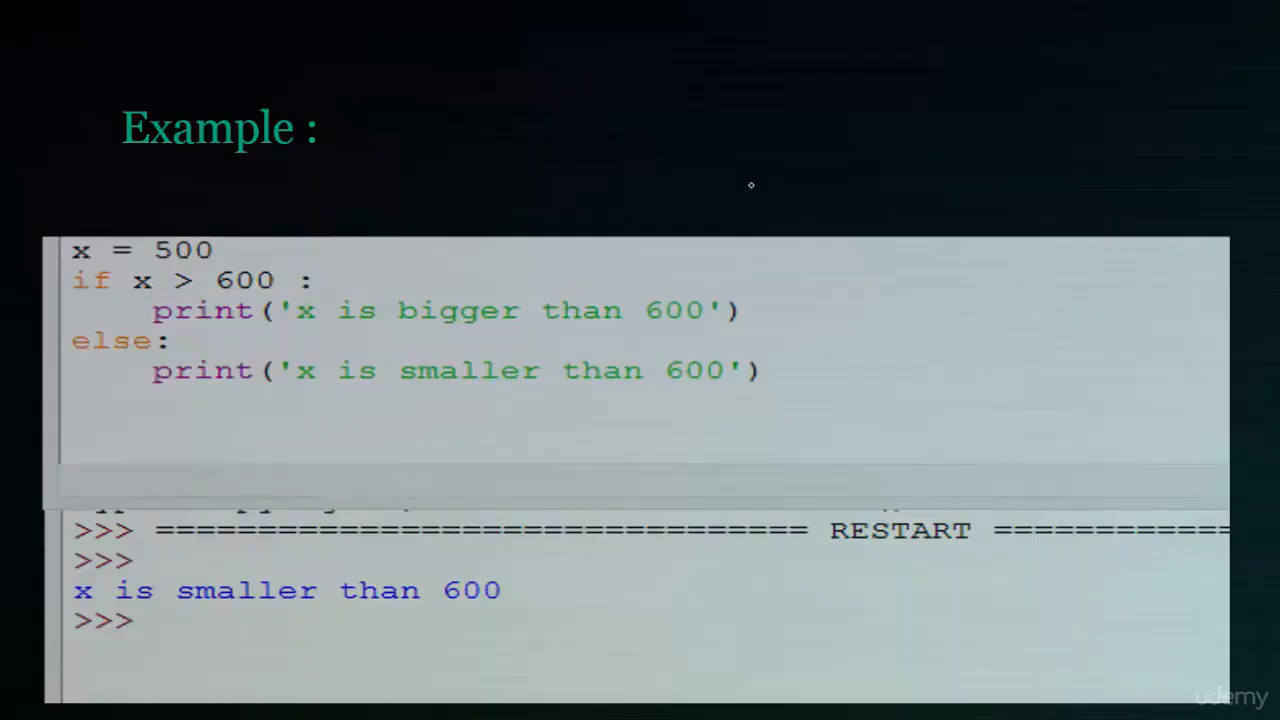 Example :
x = 500
if x > 600 :
print('x is bigger than 600')
else:
print('x is smaller than 600')
>>> ================================ RESTART ============
>>>
x is smaller than 600
>>>
udemy